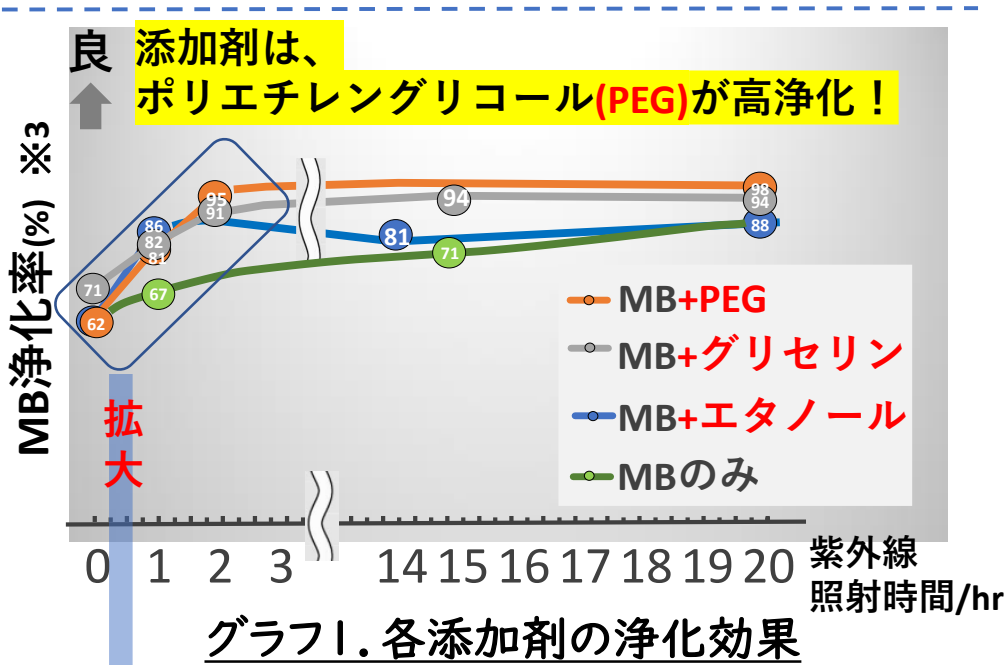 良
添加剤は、
ポリエチレングリコール(PEG)が高浄化！
MB浄化率(%) ※3
95
91
86
82
81
71
67
62
81
94
71
98
94
88
MB+PEG
MB+グリセリン
MB+エタノール
MBのみ
拡大
0 1 2 3 14 15 16 17 18 19 20
紫外線
照射時間/hr
グラフ1. 各添加剤の浄化効果